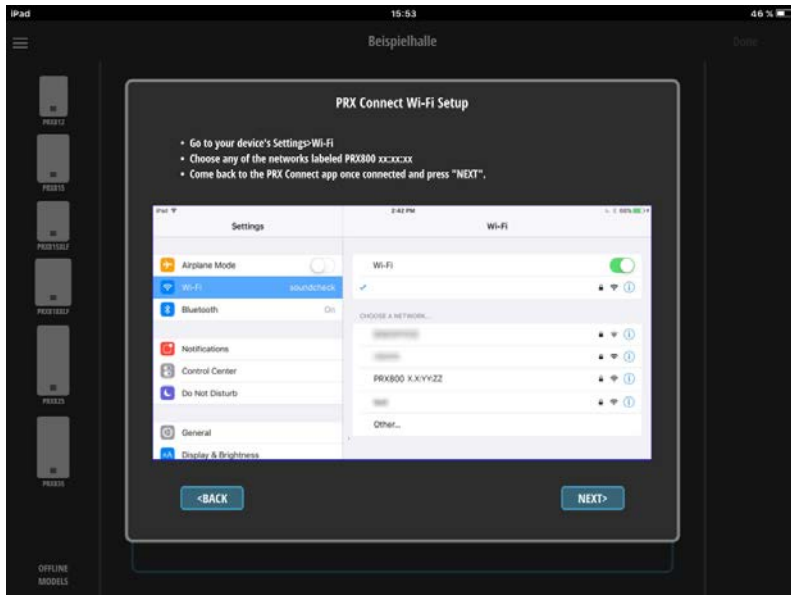 iPad 15:53 46 %
Beispielhalle Done
PRX Connect Wi-Fi Setup
• Go to your device's Settings>Wi-Fi
• Choose any of the networks labeled PRX800 xx:xx:xx
• Come back to the PRX Connect app once connected and press "NEXT".
iPad 2:42 PM
Settings Wi-Fi
Airplane Mode Wi-Fi
Wi-Fi soundcheck
Bluetooth On
CHOOSE A NETWORK...
Notifications
Control Center PRX800 X.X:YY:ZZ
Do Not Disturb
General Other...
Display & Brightness
<BACK NEXT>
PRX812
PRX815
PRX815XLF
PRX818XLF
PRX825
PRX835
OFFLINE
MODELS